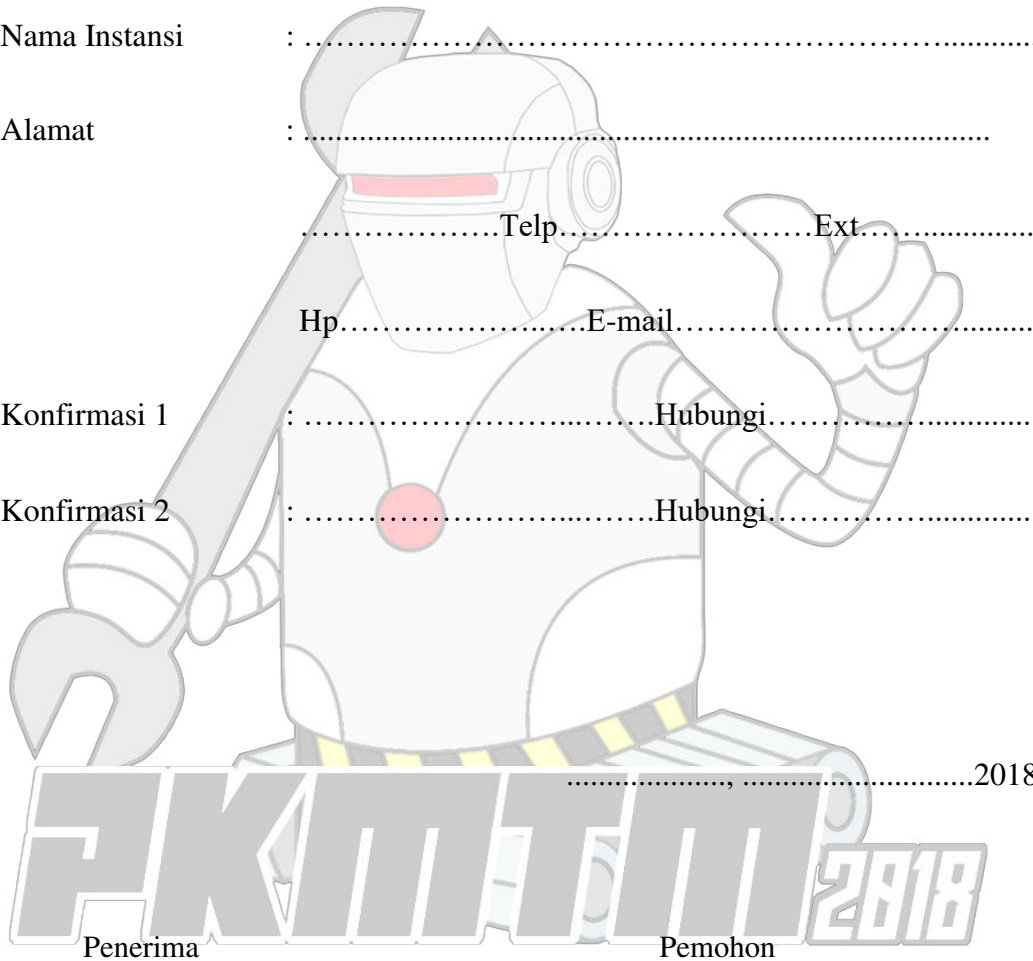 Nama Instansi : ……………………………………………………………............
Alamat : ......................................................................................
………………….Telp……………………….Ext……..............
Hp………………..….E-mail…………………………..........
Konfirmasi 1 : ………………………...…….Hubungi……………...............
Konfirmasi 2 : ………………………...…….Hubungi……………...............
...................., .............................2018
PKMTM 2018
Penerima Pemohon